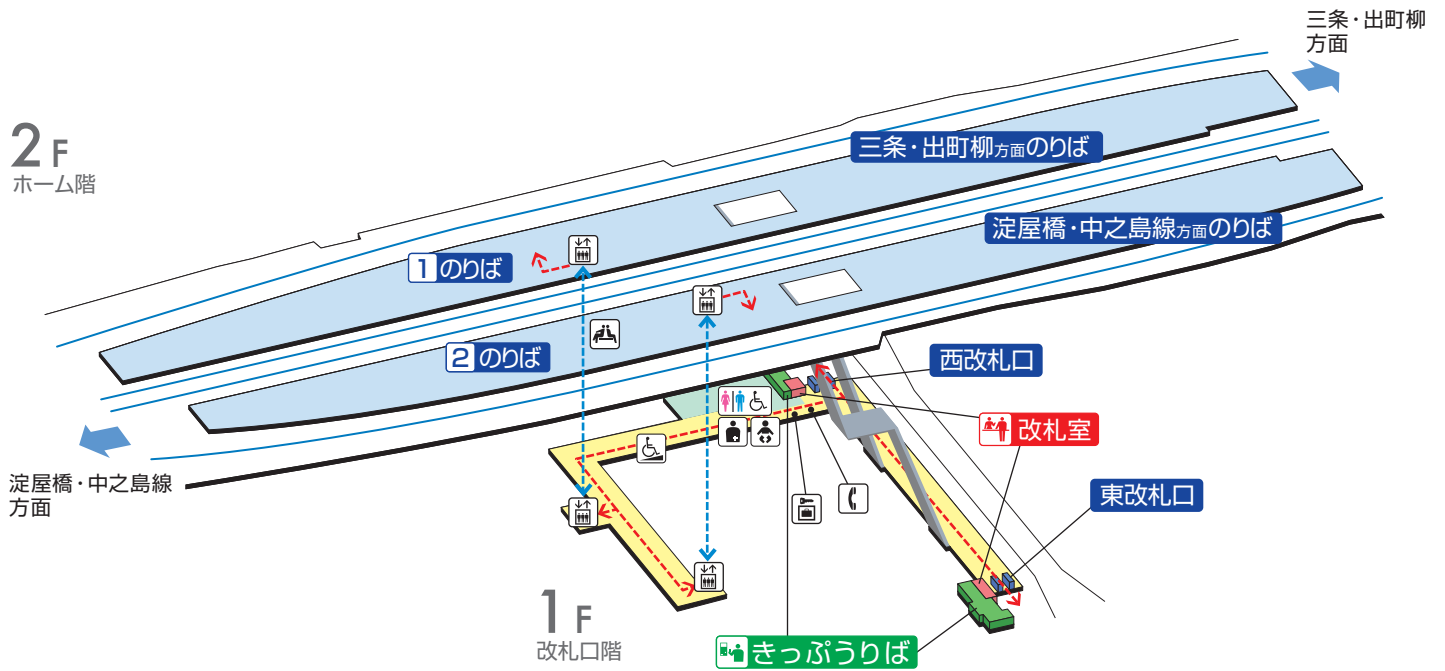 三条・出町柳
方面
2F
ホーム階
三条・出町柳方面のりば
淀屋橋・中之島線方面のりば
1 のりば
2 のりば
西改札口
改札室
淀屋橋・中之島線
方面
東改札口
1F
改札口階
きっぷうりば